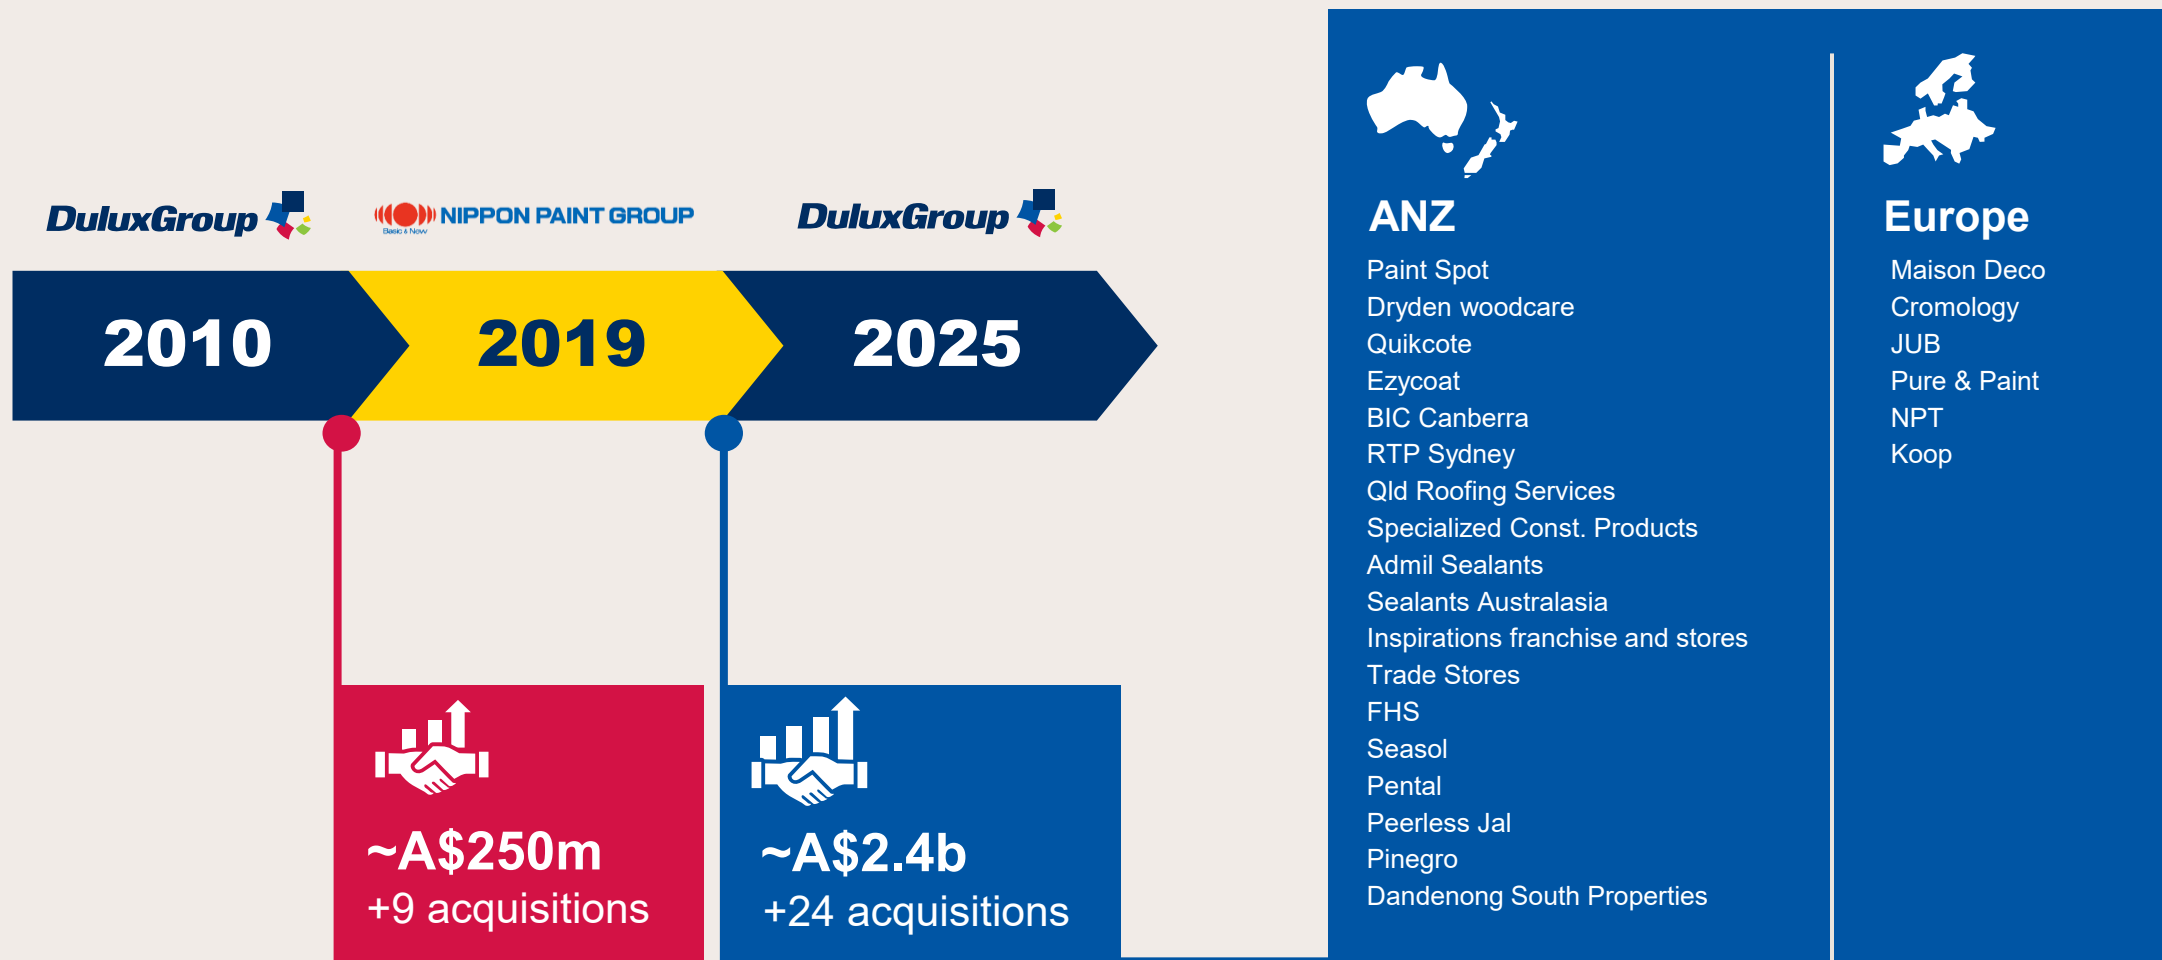 DuluxGroup
NIPPON PAINT GROUP
Basic & New
DuluxGroup
2010
2019
2025
~A$250m
+9 acquisitions
~A$2.4b
+24 acquisitions
ANZ
Paint Spot
Dryden woodcare
Quikcote
Ezycoat
BIC Canberra
RTP Sydney
Qld Roofing Services
Specialized Const. Products
Admil Sealants
Sealants Australasia
Inspirations franchise and stores
Trade Stores
FHS
Seasol
Pental
Peerless Jal
Pinegro
Dandenong South Properties
Europe
Maison Deco
Cromology
JUB
Pure & Paint
NPT
Koop